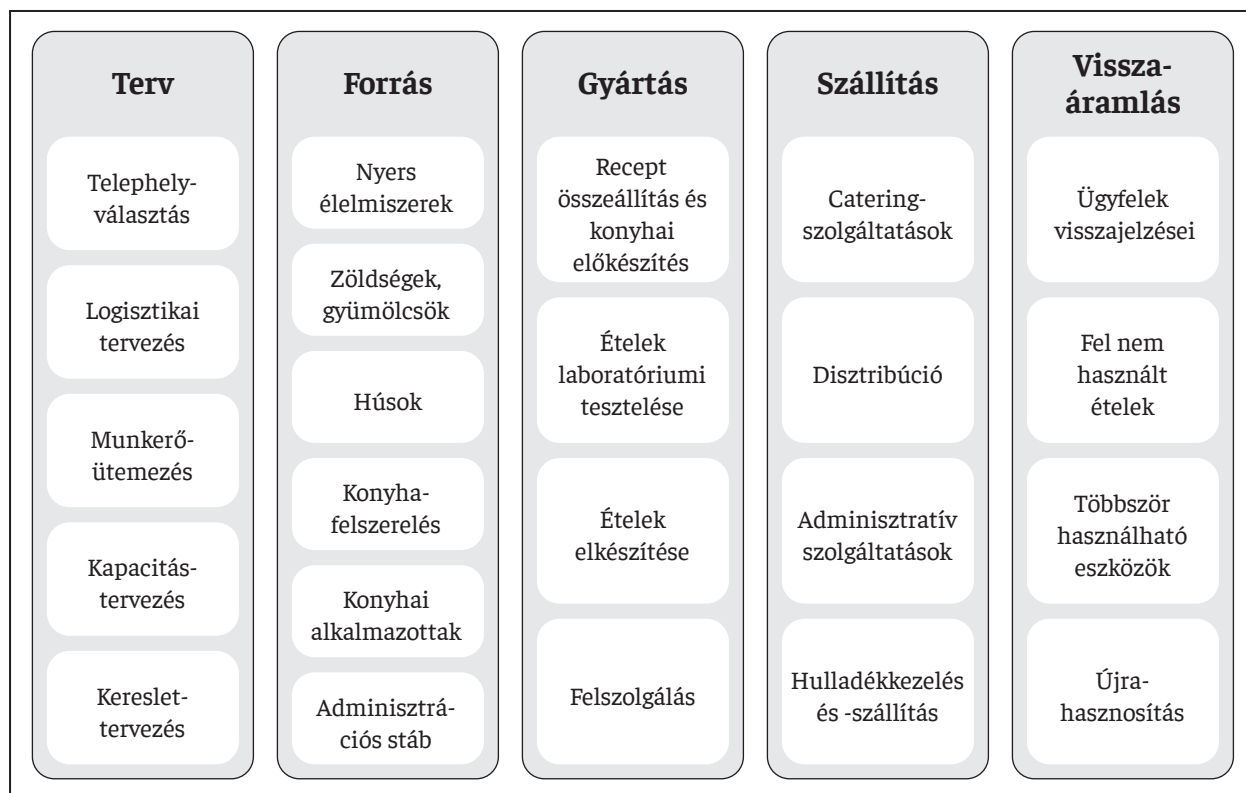 Terv
Telephely-
választás
Logisztikai
tervezés
Munkerő-
ütemezés
Kapacitás-
tervezés
Kereslet-
tervezés
Forrás
Nyers
élelmiszerek
Zöldségek,
gyümölcsök
Húsok
Konyha-
felszerelés
Konyhai
alkalmazottak
Adminisztrá-
ciós stáb
Gyártás
Recept
összeállítás és
konyhai
előkészítés
Ételek
laboratóriumi
tesztelése
Ételek
elkészítése
Felszolgálás
Szállítás
Catering-
szolgáltatások
Disztribúció
Adminisztratív
szolgáltatások
Hulladékkezelés
és -szállítás
Vissza-
áramlás
Ügyfelek
visszajelzései
Fel nem
használt
ételek
Többször
használható
eszközök
Újra-
hasznosítás